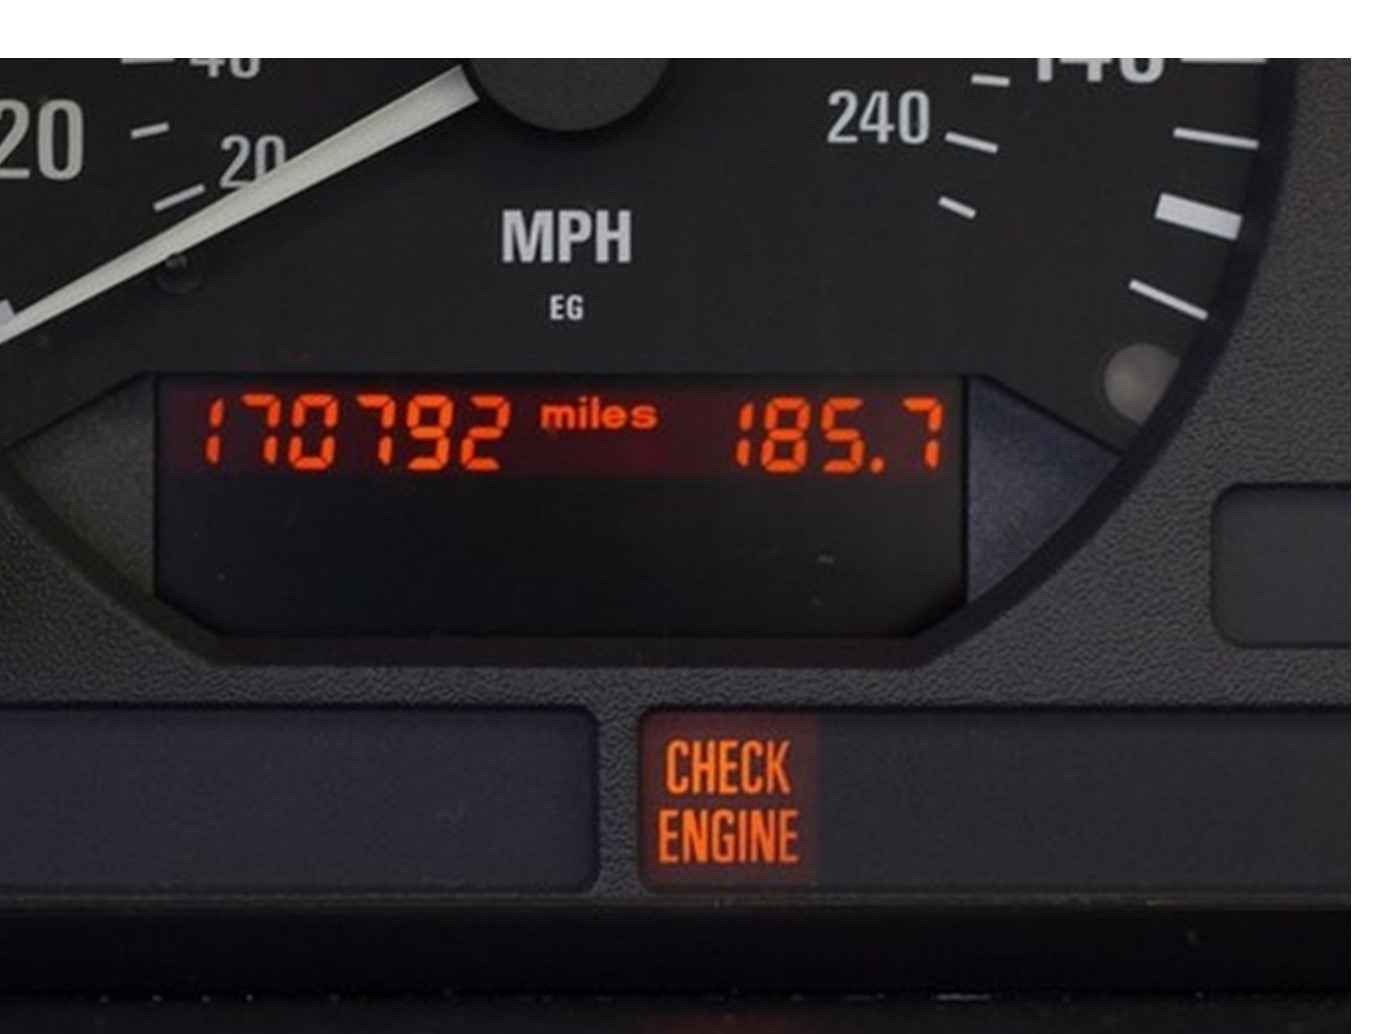 40
140
20
20
240
MPH
EG
170792 miles 185.7
CHECK
ENGINE